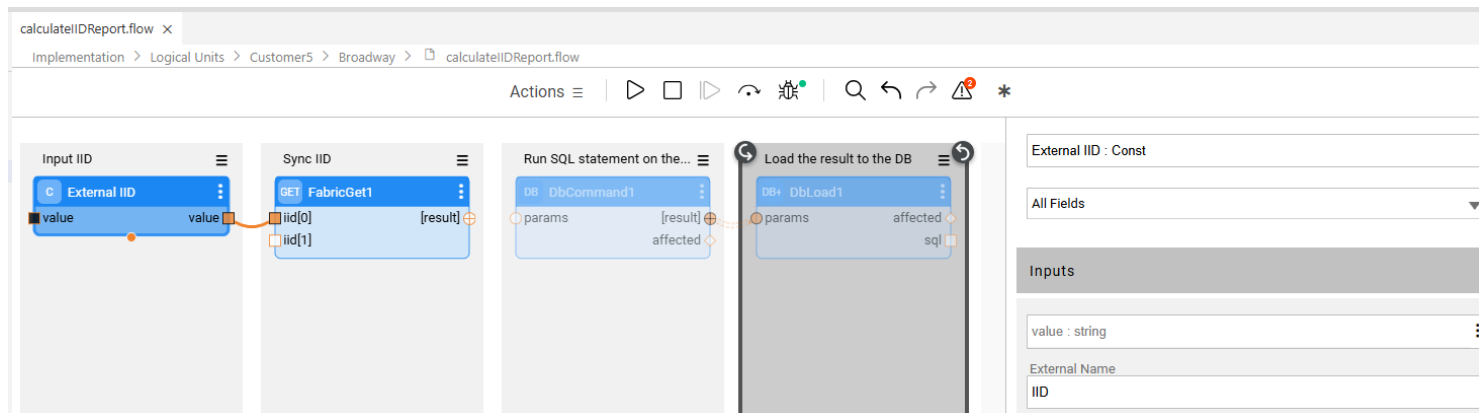 calculateIIDReport.flow ×
Implementation > Logical Units > Customer5 > Broadway > calculateIIDReport.flow
Actions
2
Input IID
Sync IID
Run SQL statement on the...
Load the result to the DB
External IID : Const
C External IID
GET FabricGet1
DB DbCommand1
DB+ DbLoad1
All Fields
value value
iid[0] [result]
params [result]
params affected
iid[1]
affected
sql
Inputs
value : string
External Name
IID